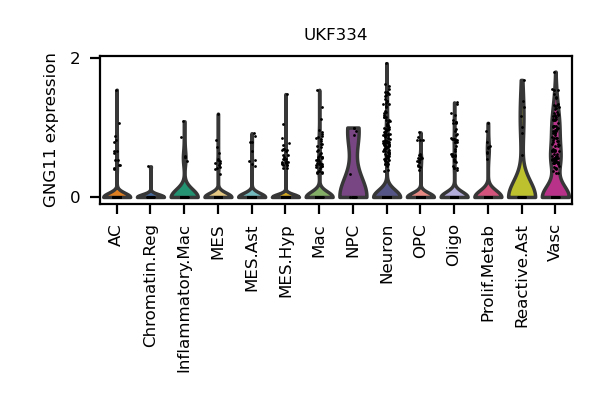 UKF334
GNG11 expression
2
0
AC
Chromatin.Reg
Inflammatory.Mac
MES
MES.Ast
MES.Hyp
Mac
NPC
Neuron
OPC
Oligo
Prolif.Metab
Reactive.Ast
Vasc